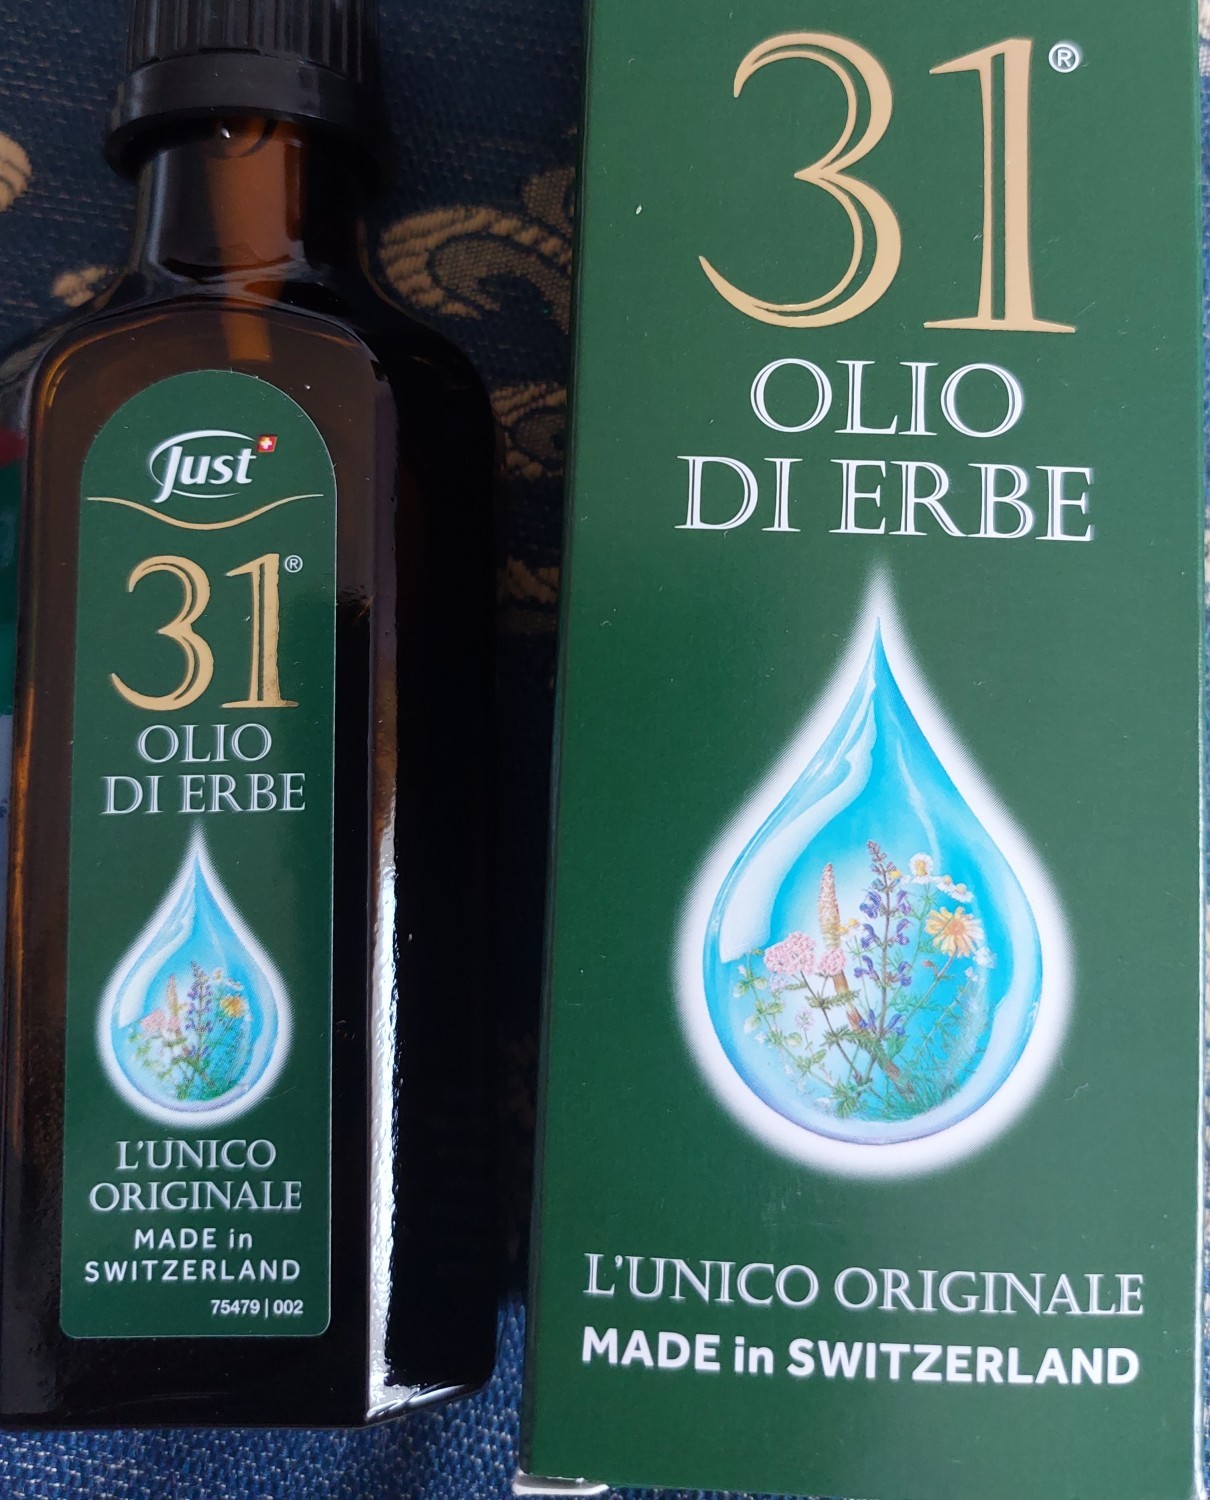 Just
31®
OLIO
DI ERBE
L'UNICO
ORIGINALE
MADE in
SWITZERLAND
75479 | 002
31®
OLIO
DI ERBE
L'UNICO ORIGINALE
MADE in SWITZERLAND